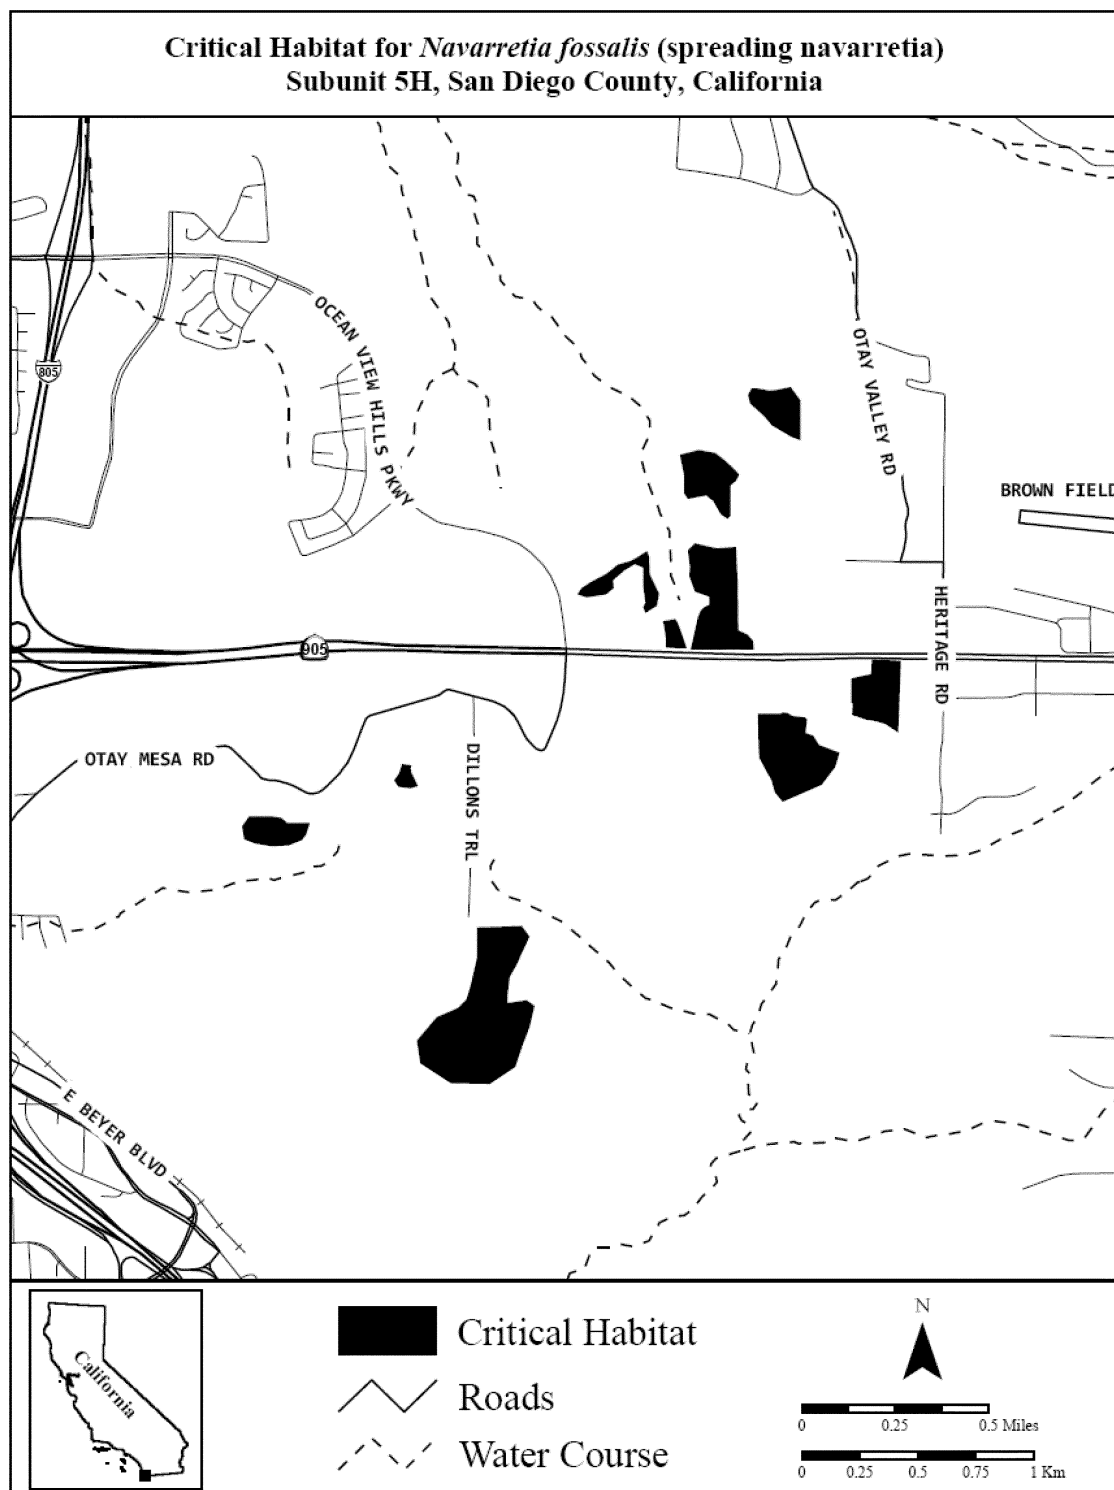 Critical Habitat for Navarretia fossalis (spreading navarretia)
Subunit 5H, San Diego County, California
OCEAN VIEW HILLS PKWY
805
OTAY VALLEY RD
BROWN FIELD
HERITAGE RD
905
OTAY MESA RD
DILLONS TRL
E BEYER BLVD
California
Critical Habitat
Roads
Water Course
N
0 0.25 0.5 Miles
0 0.25 0.5 0.75 1 Km